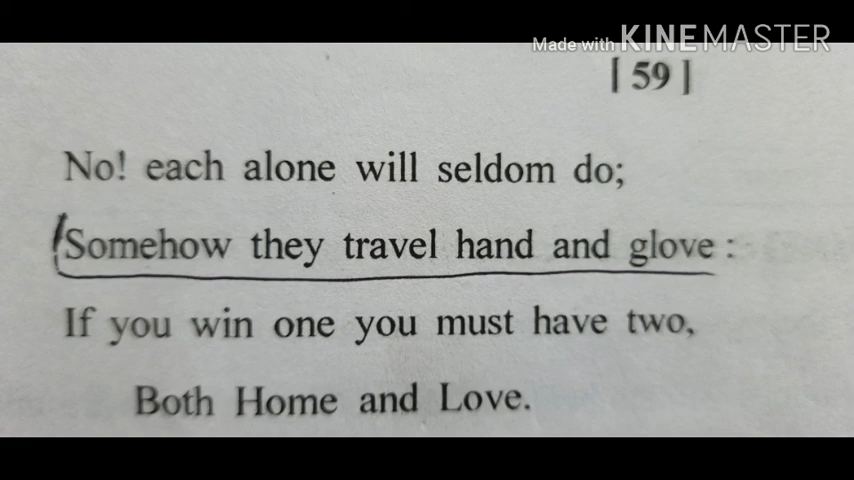 Made with KINEMASTER
[ 59 ]
No! each alone will seldom do;
Somehow they travel hand and glove :
If you win one you must have two,
Both Home and Love.